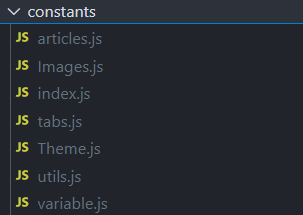 constants
JS articles.js
JS Images.js
JS index.js
JS tabs.js
JS Theme.js
JS utils.js
JS variable.js